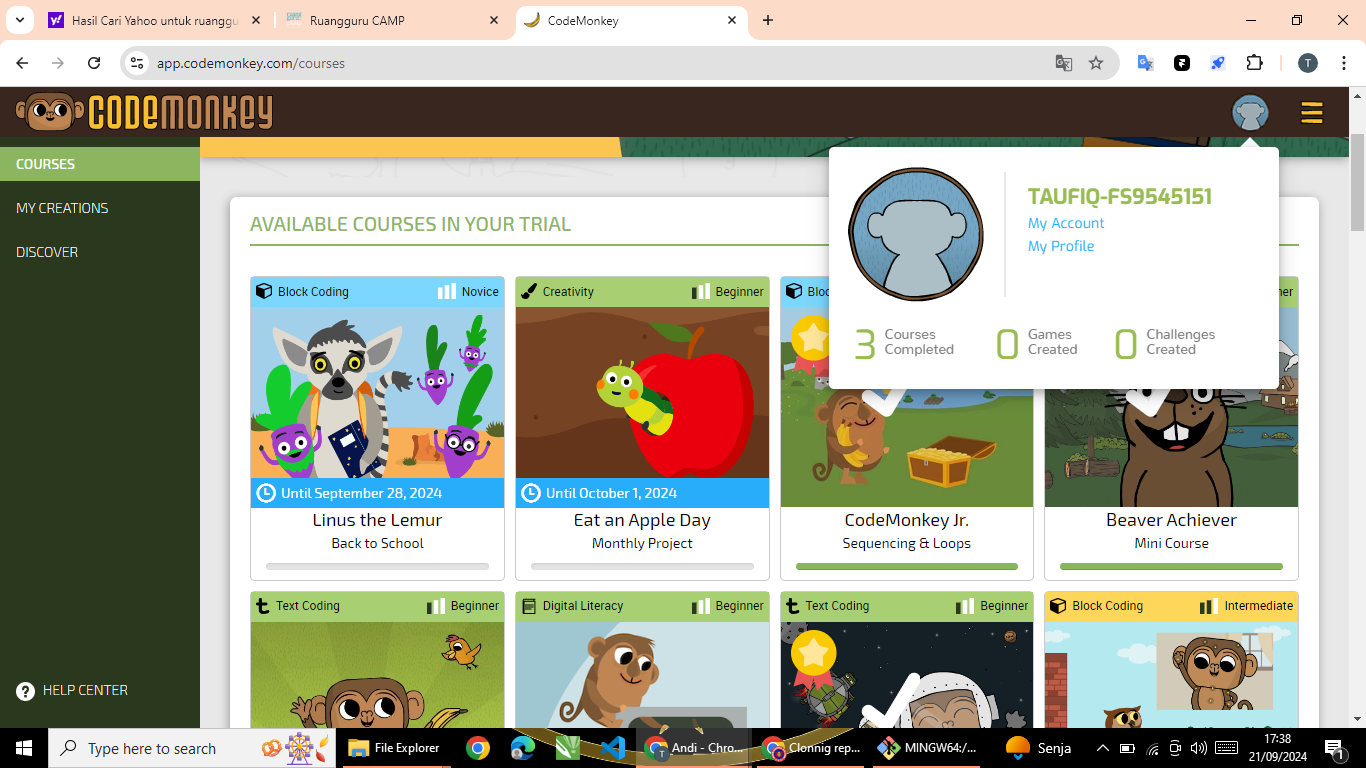 Hasil Cari Yahoo untuk ruanggu
Ruangguru CAMP
CodeMonkey
app.codemonkey.com/courses
T
CODEMONKEY
COURSES
MY CREATIONS
DISCOVER
HELP CENTER
TAUFIQ-FS9545151
My Account
My Profile
3 Courses Completed
0 Games Created
0 Challenges Created
AVAILABLE COURSES IN YOUR TRIAL
Block Coding Novice
Until September 28, 2024
Linus the Lemur
Back to School
Creativity Beginner
Until October 1, 2024
Eat an Apple Day
Monthly Project
CodeMonkey Jr.
Sequencing & Loops
Beaver Achiever
Mini Course
Text Coding Beginner
Digital Literacy Beginner
Text Coding Beginner
Block Coding Intermediate
Type here to search
File Explorer
Andi - Chro...
Clonnig rep...
MINGW64:/...
Senja
17:38
21/09/2024
1